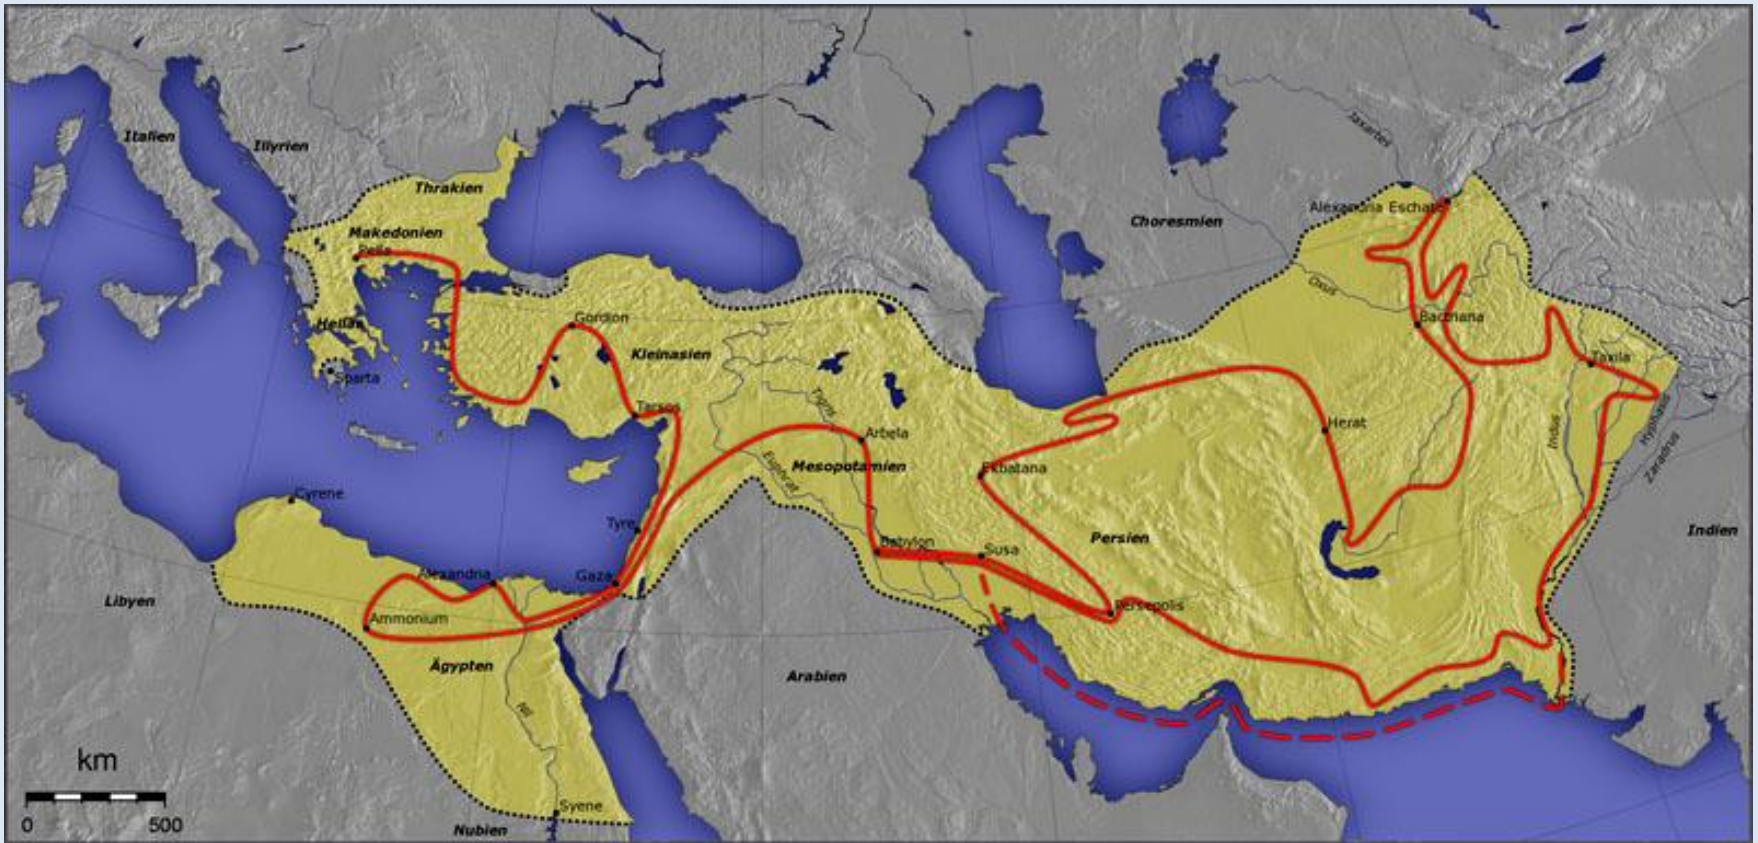 Italien
Illyrien
Thrakien
Makedonien
Pella
Hellas
Sparta
Gordion
Kleinasien
Tarsos
Choresmien
Jaxartes
Alexandria Eschate
Oxus
Bactriana
Taxila
Herat
Indus
Hyphasis
Zaradrus
Tigris
Arbela
Mesopotamien
Euphrat
Ekbatana
Cyrene
Tyre
Babylon
Susa
Persien
Indien
Alexandria
Gaza
Libyen
Ammonium
Persepolis
Ägypten
Arabien
Nil
km
0 500
Syene
Nubien